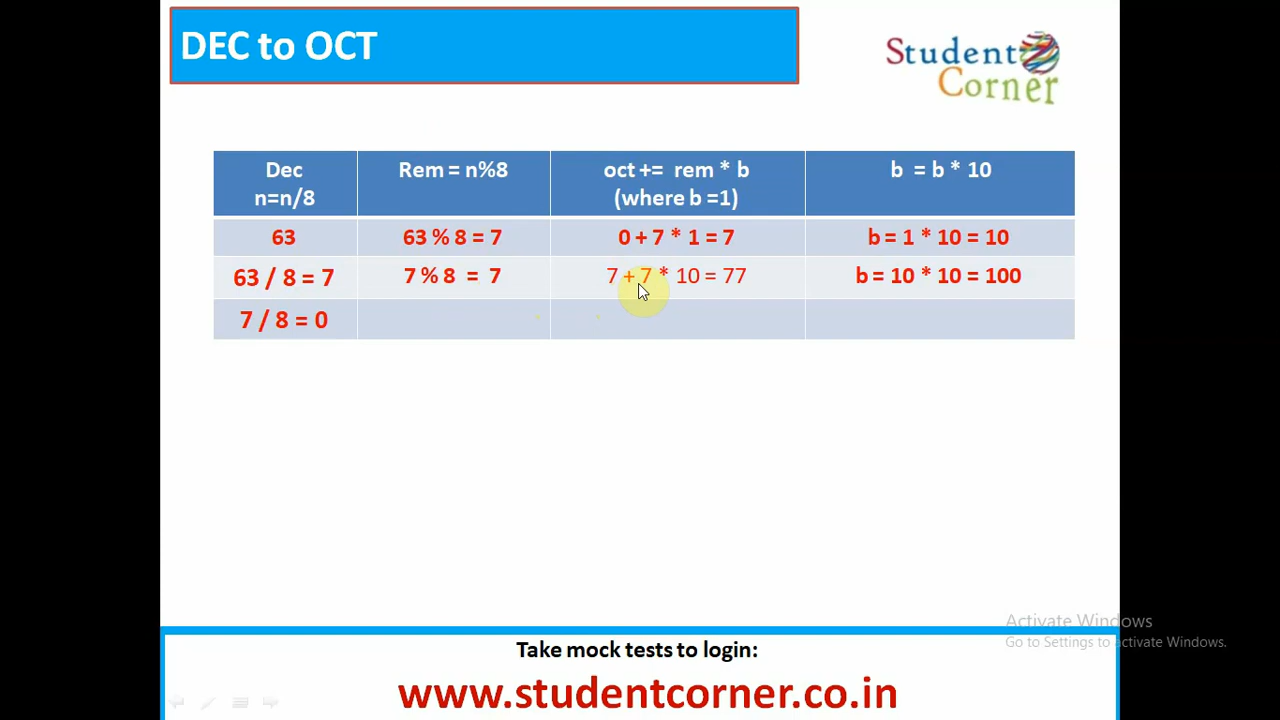 DEC to OCT
Student
Corner
Dec Rem = n%8 oct += rem * b b = b * 10
n=n/8 (where b =1)
63 63 % 8 = 7 0 + 7 * 1 = 7 b = 1 * 10 = 10
63 / 8 = 7 7 % 8 = 7 7 + 7 * 10 = 77 b = 10 * 10 = 100
7 / 8 = 0
Activate Windows
Go to Settings to activate Windows.
Take mock tests to login:
www.studentcorner.co.in